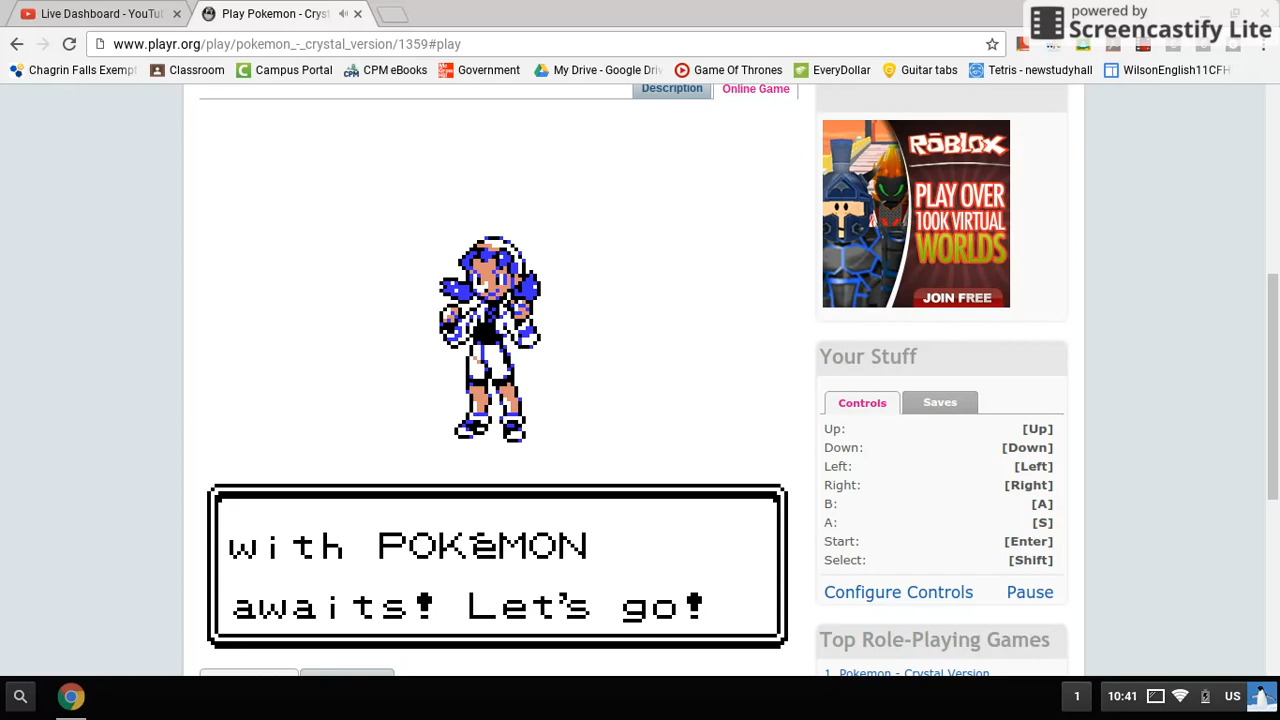 Live Dashboard - YouTu
Play Pokemon - Cryst
powered by
Screencastify Lite
www.playr.org/play/pokemon_-_crystal_version/1359#play
Chagrin Falls Exempt
Classroom
Campus Portal
CPM eBooks
Government
My Drive - Google Dri
Game Of Thrones
EveryDollar
Guitar tabs
Tetris - newstudyhall
WilsonEnglish11CFH
Description
Online Game
ROBLOX
PLAY OVER
100K VIRTUAL
WORLDS
JOIN FREE
with POKéMON
awaits! Let's go!
Your Stuff
Controls
Saves
Up: [Up]
Down: [Down]
Left: [Left]
Right: [Right]
B: [A]
A: [S]
Start: [Enter]
Select: [Shift]
Configure Controls
Pause
Top Role-Playing Games
1. Pokemon - Crystal Version
1
10:41
US